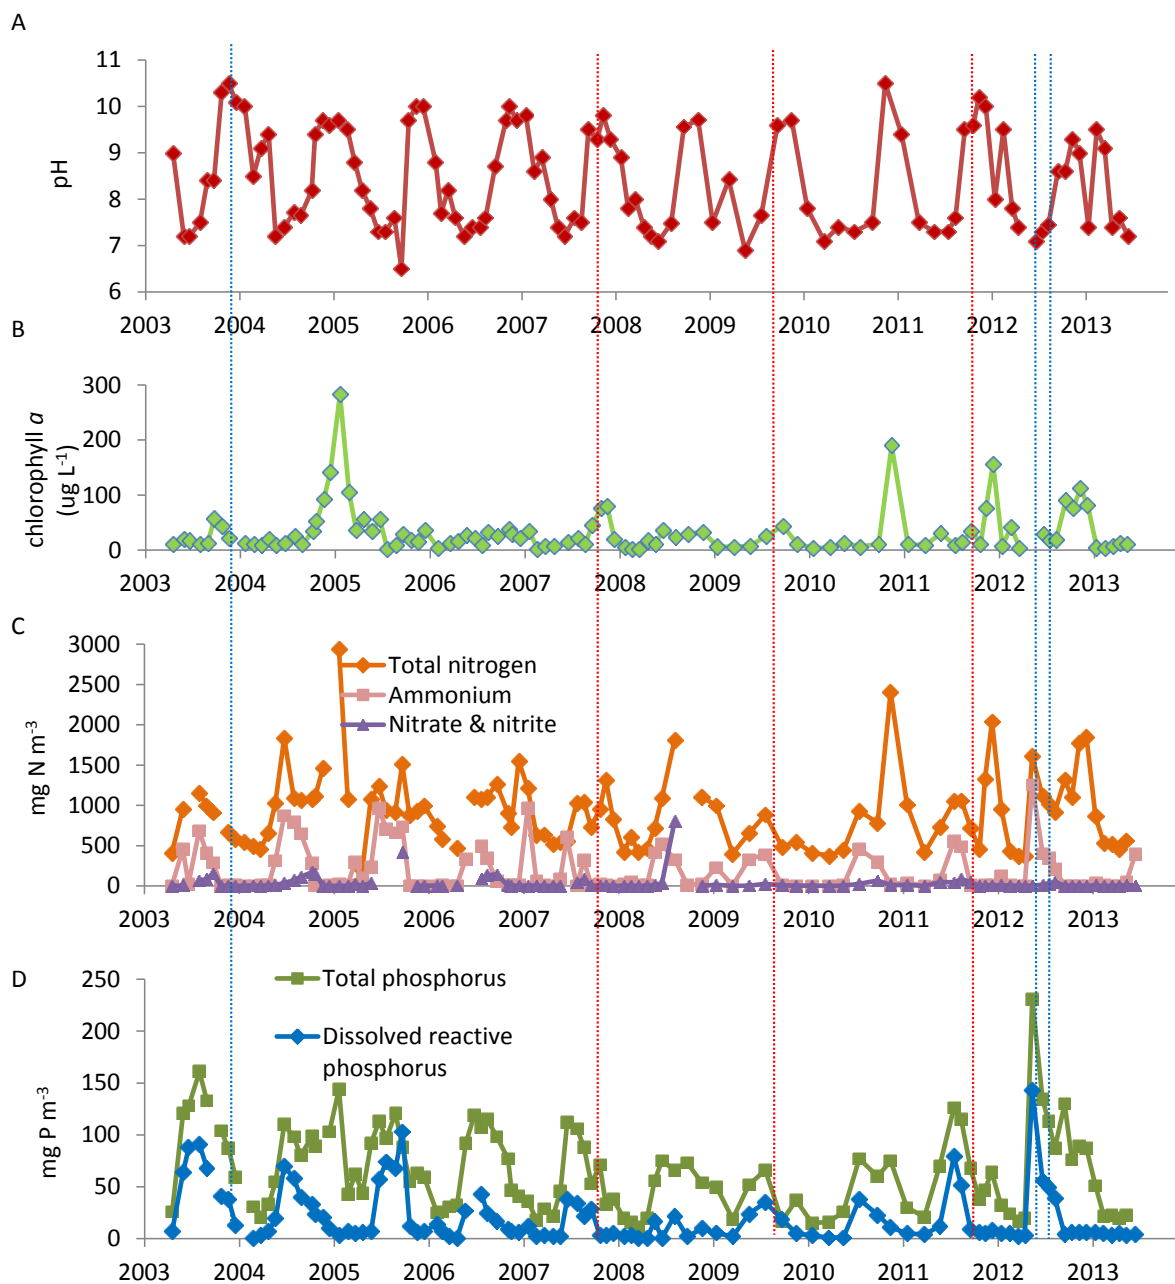 A
11
10
9
8
7
6
pH
2003 2004 2005 2006 2007 2008 2009 2010 2011 2012 2013
B
300
200
100
0
chlorophyll a
(ug L-1)
2003 2004 2005 2006 2007 2008 2009 2010 2011 2012 2013
C
3000
2500
2000
1500
1000
500
0
mg N m-3
Total nitrogen
Ammonium
Nitrate & nitrite
2003 2004 2005 2006 2007 2008 2009 2010 2011 2012 2013
D
250
200
150
100
50
0
mg P m-3
Total phosphorus
Dissolved reactive
phosphorus
2003 2004 2005 2006 2007 2008 2009 2010 2011 2012 2013